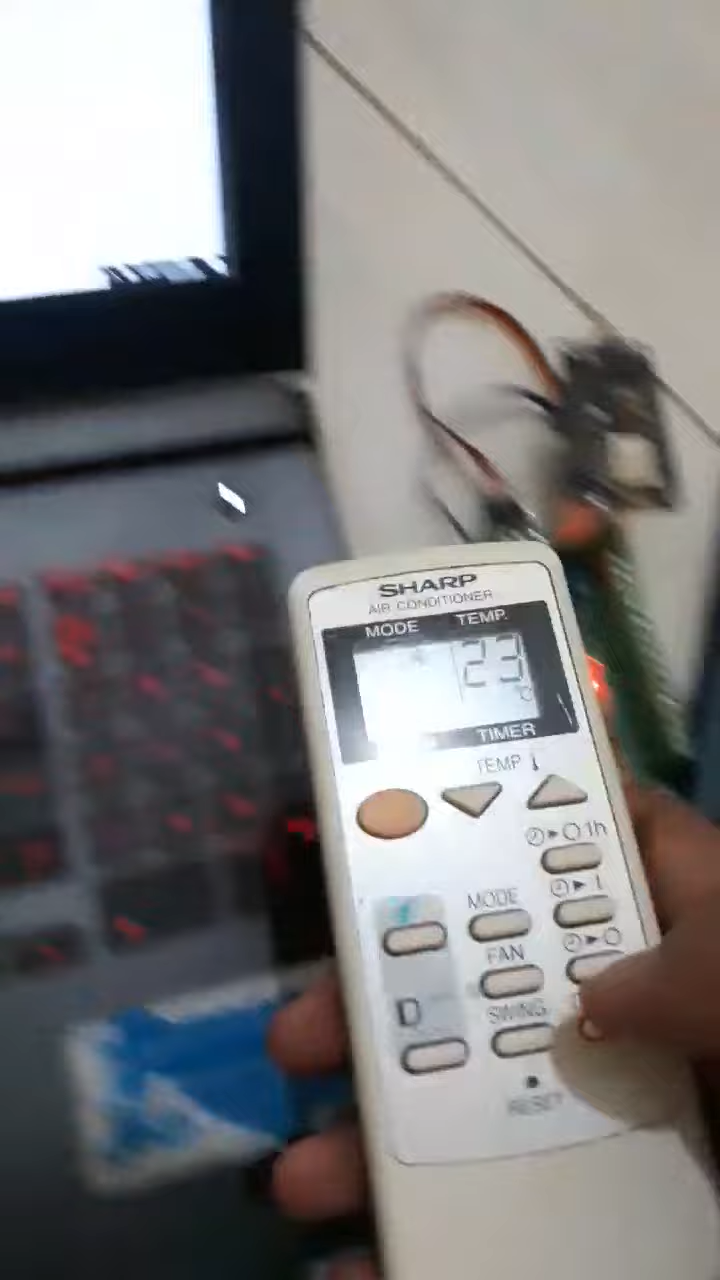 SHARP
AIR CONDITIONER
MODE TEMP.
23
°C
TIMER
TEMP
1h
MODE
FAN
D
SWING
RESET